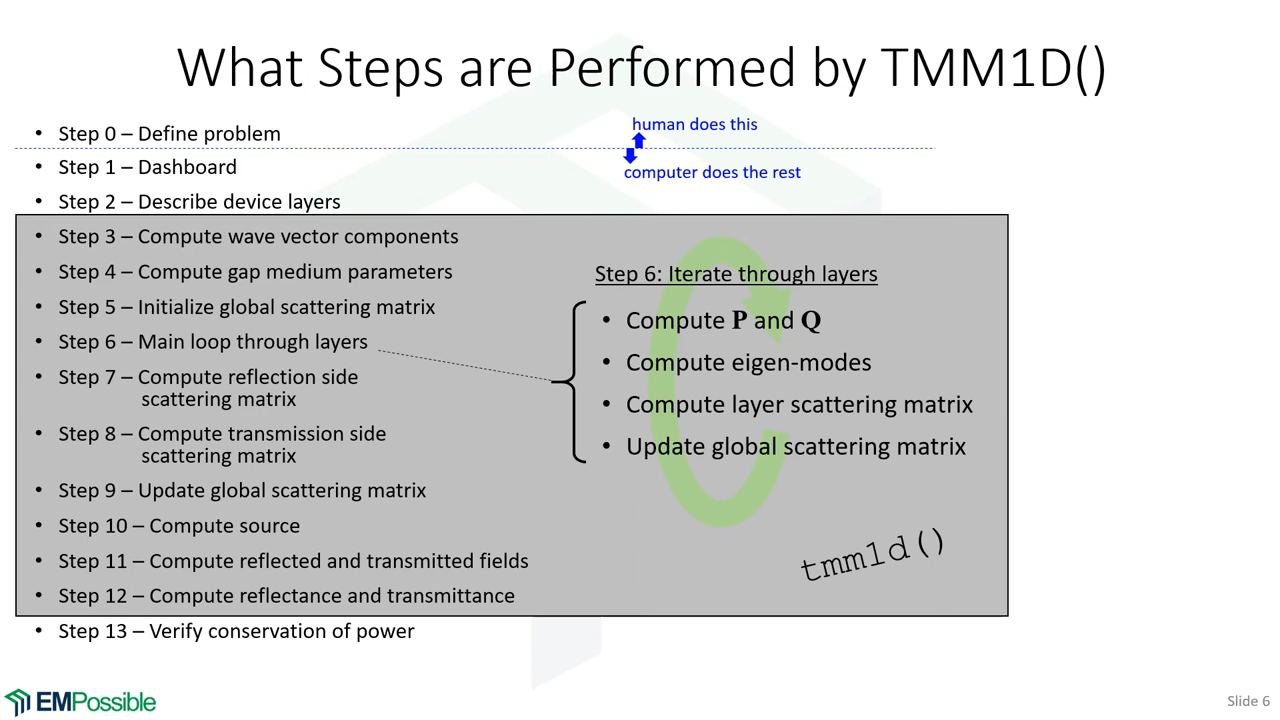 What Steps are Performed by TMM1D()
• Step 0 – Define problem
human does this
computer does the rest
• Step 1 – Dashboard
• Step 2 – Describe device layers
• Step 3 – Compute wave vector components
• Step 4 – Compute gap medium parameters
• Step 5 – Initialize global scattering matrix
• Step 6 – Main loop through layers
• Step 7 – Compute reflection side
scattering matrix
• Step 8 – Compute transmission side
scattering matrix
• Step 9 – Update global scattering matrix
• Step 10 – Compute source
• Step 11 – Compute reflected and transmitted fields
• Step 12 – Compute reflectance and transmittance
• Step 13 – Verify conservation of power
Step 6: Iterate through layers
• Compute P and Q
• Compute eigen-modes
• Compute layer scattering matrix
• Update global scattering matrix
tmm1d()
EMPossible
Slide 6